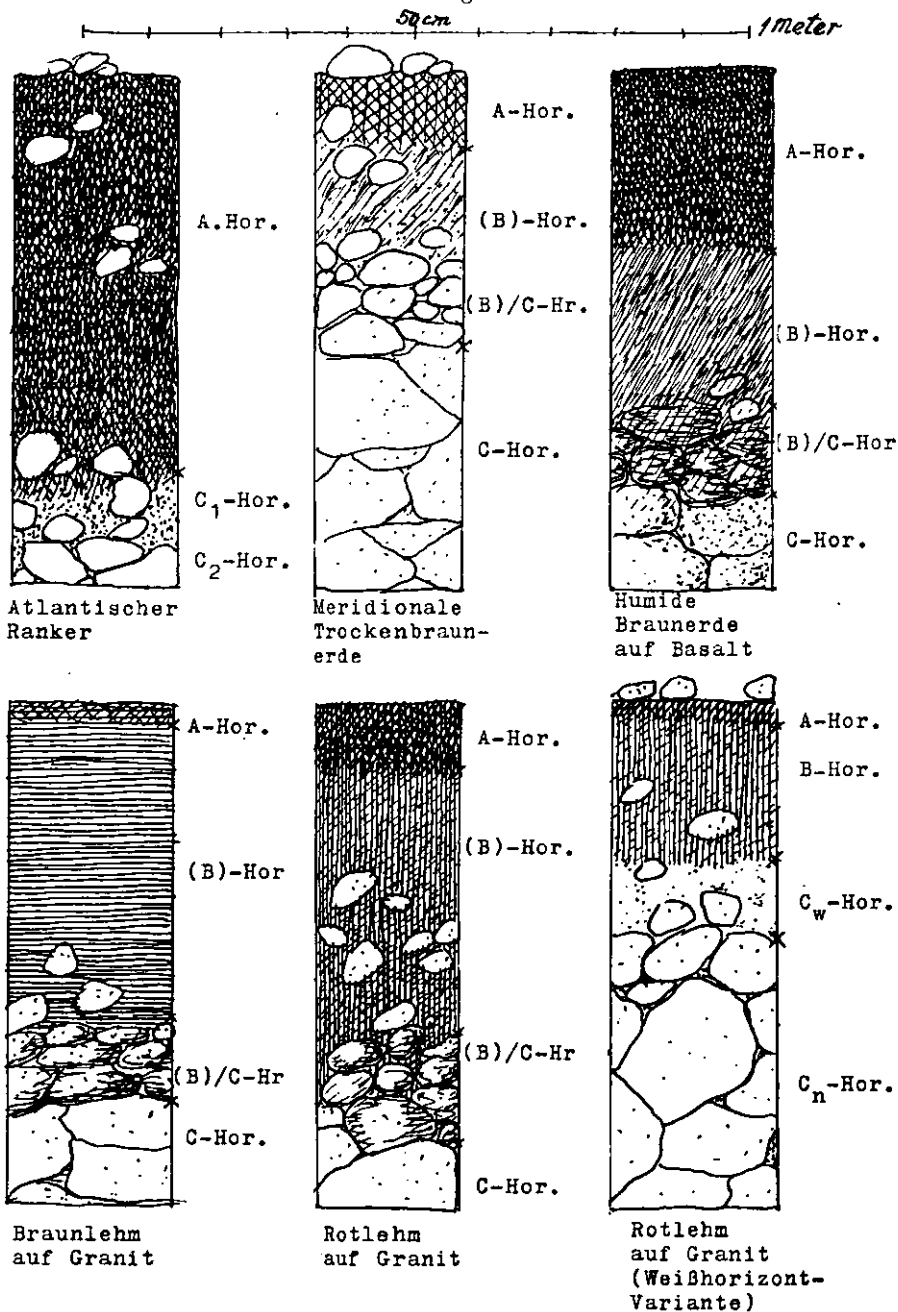 50cm
1 Meter
A.Hor.
C1-Hor.
C2-Hor.
Atlantischer
Ranker
A-Hor.
(B)-Hor.
(B)/C-Hr.
C-Hor.
Meridionale
Trockenbraun-
erde
A-Hor.
(B)-Hor.
(B)/C-Hor
C-Hor.
Humide
Braunerde
auf Basalt
A-Hor.
(B)-Hor
(B)/C-Hr
C-Hor.
Braunlehm
auf Granit
A-Hor.
(B)-Hor.
(B)/C-Hr
C-Hor.
Rotlehm
auf Granit
A-Hor.
B-Hor.
Cw-Hor.
Cn-Hor.
Rotlehm
auf Granit
(Weißhorizont-
Variante)